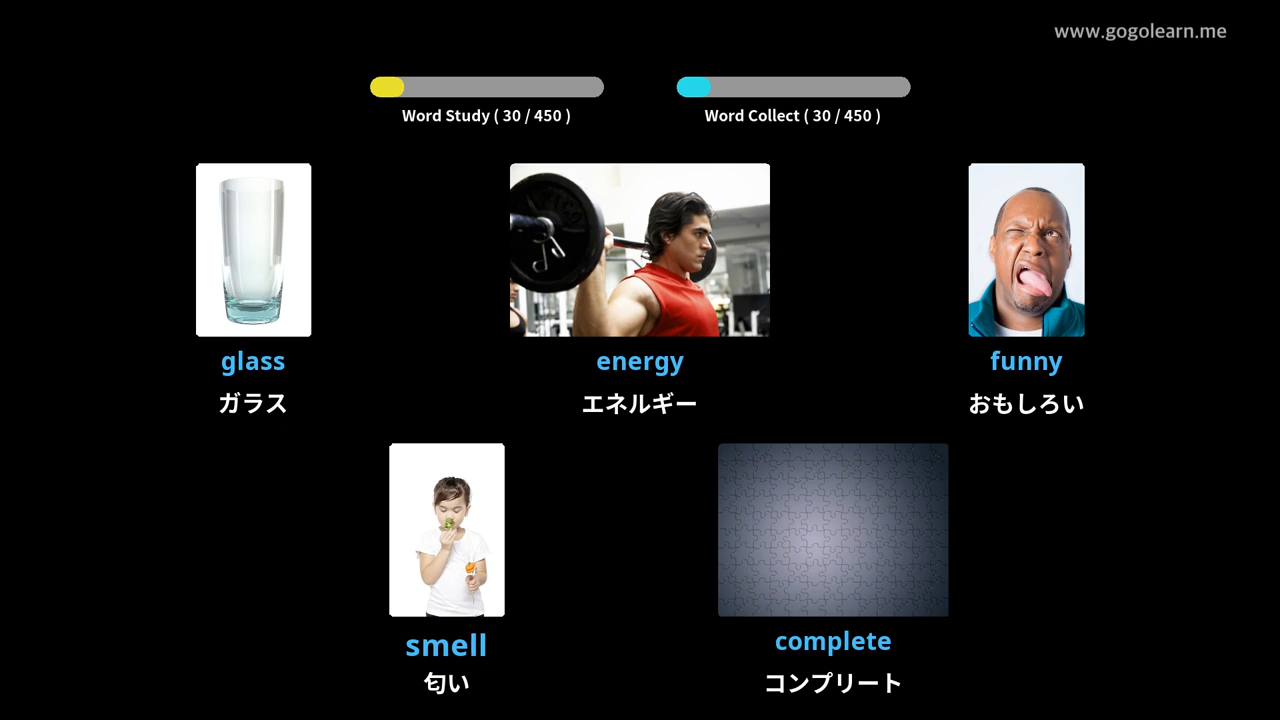 www.gogolearn.me
Word Study ( 30 / 450 )
Word Collect ( 30 / 450 )
glass
ガラス
energy
エネルギー
funny
おもしろい
smell
匂い
complete
コンプリート